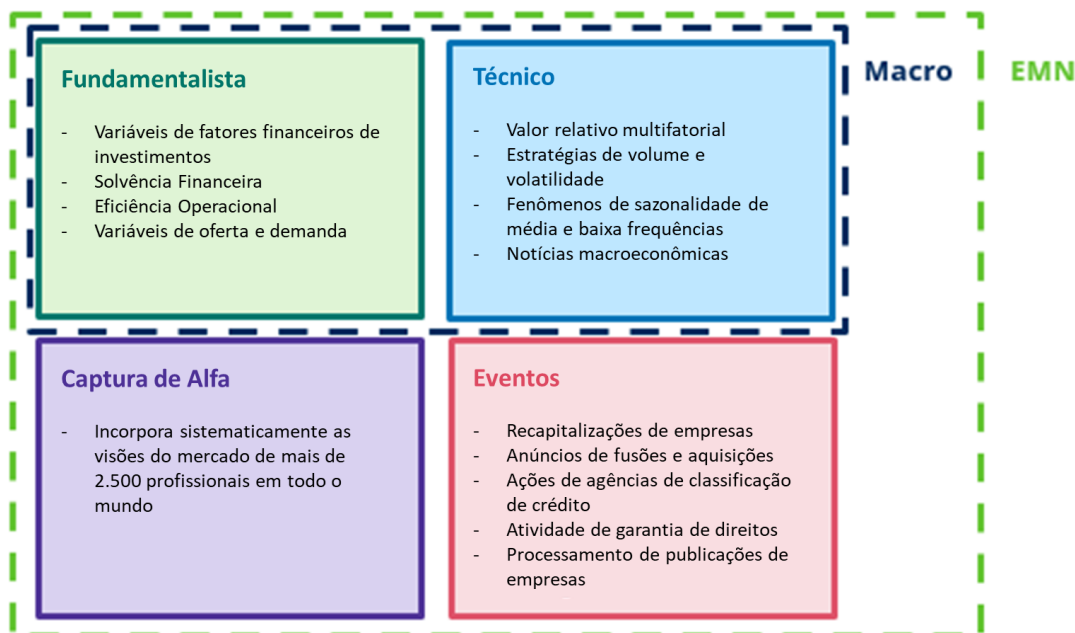 Fundamentalista
- Variáveis de fatores financeiros de
investimentos
- Solvência Financeira
- Eficiência Operacional
- Variáveis de oferta e demanda
Técnico
- Valor relativo multifatorial
- Estratégias de volume e
volatilidade
- Fenômenos de sazonalidade de
média e baixa frequências
- Notícias macroeconômicas
Macro
EMN
Captura de Alfa
- Incorpora sistematicamente as
visões do mercado de mais de
2.500 profissionais em todo o
mundo
Eventos
- Recapitalizações de empresas
- Anúncios de fusões e aquisições
- Ações de agências de classificação
de crédito
- Atividade de garantia de direitos
- Processamento de publicações de
empresas